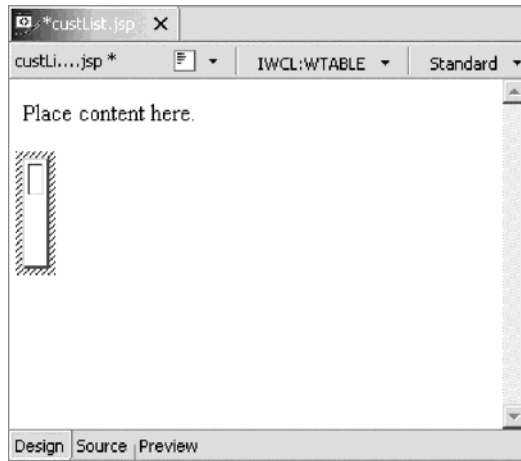 *custList.jsp
custLi....jsp * IWCL:WTABLE Standard
Place content here.
Design Source Preview